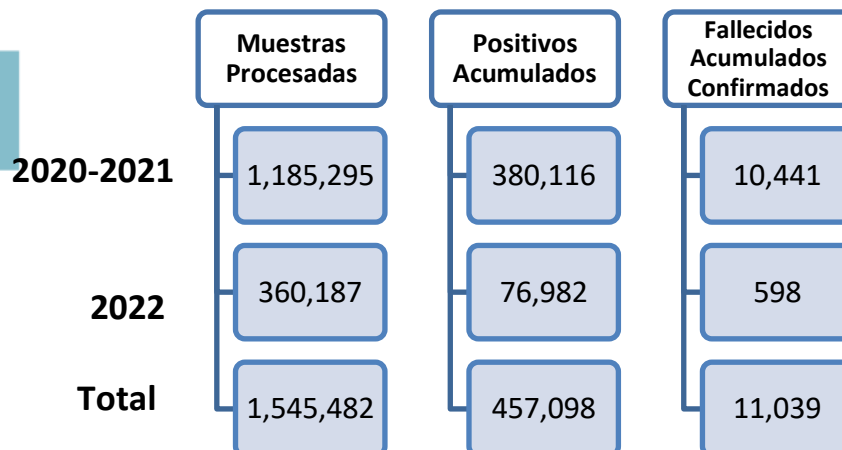 Muestras
Procesadas
Positivos
Acumulados
Fallecidos
Acumulados
Confirmados
2020-2021
1,185,295
380,116
10,441
2022
360,187
76,982
598
Total
1,545,482
457,098
11,039